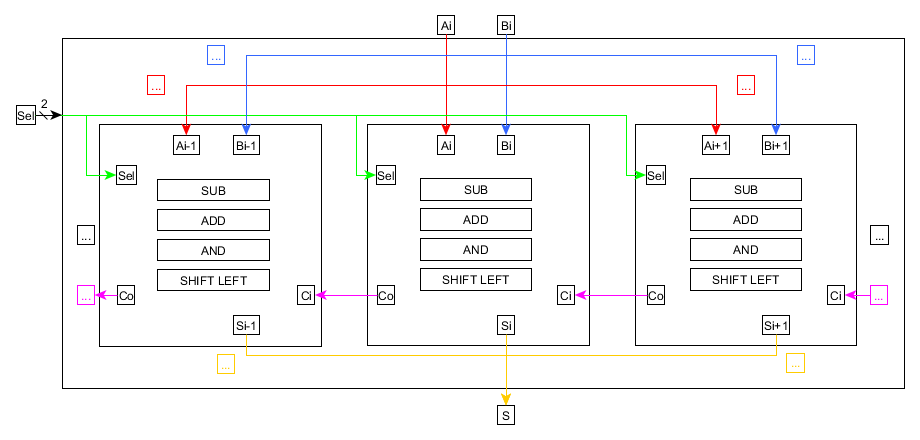 Ai Bi
... ...
... ...
Sel 2
Ai-1 Bi-1 Ai Bi Ai+1 Bi+1
Sel Sel Sel
SUB SUB SUB
ADD ADD ADD
... ...
AND AND AND
SHIFT LEFT SHIFT LEFT SHIFT LEFT
... Co Ci Co Ci Co Ci ...
Si-1 Si Si+1
... ...
S